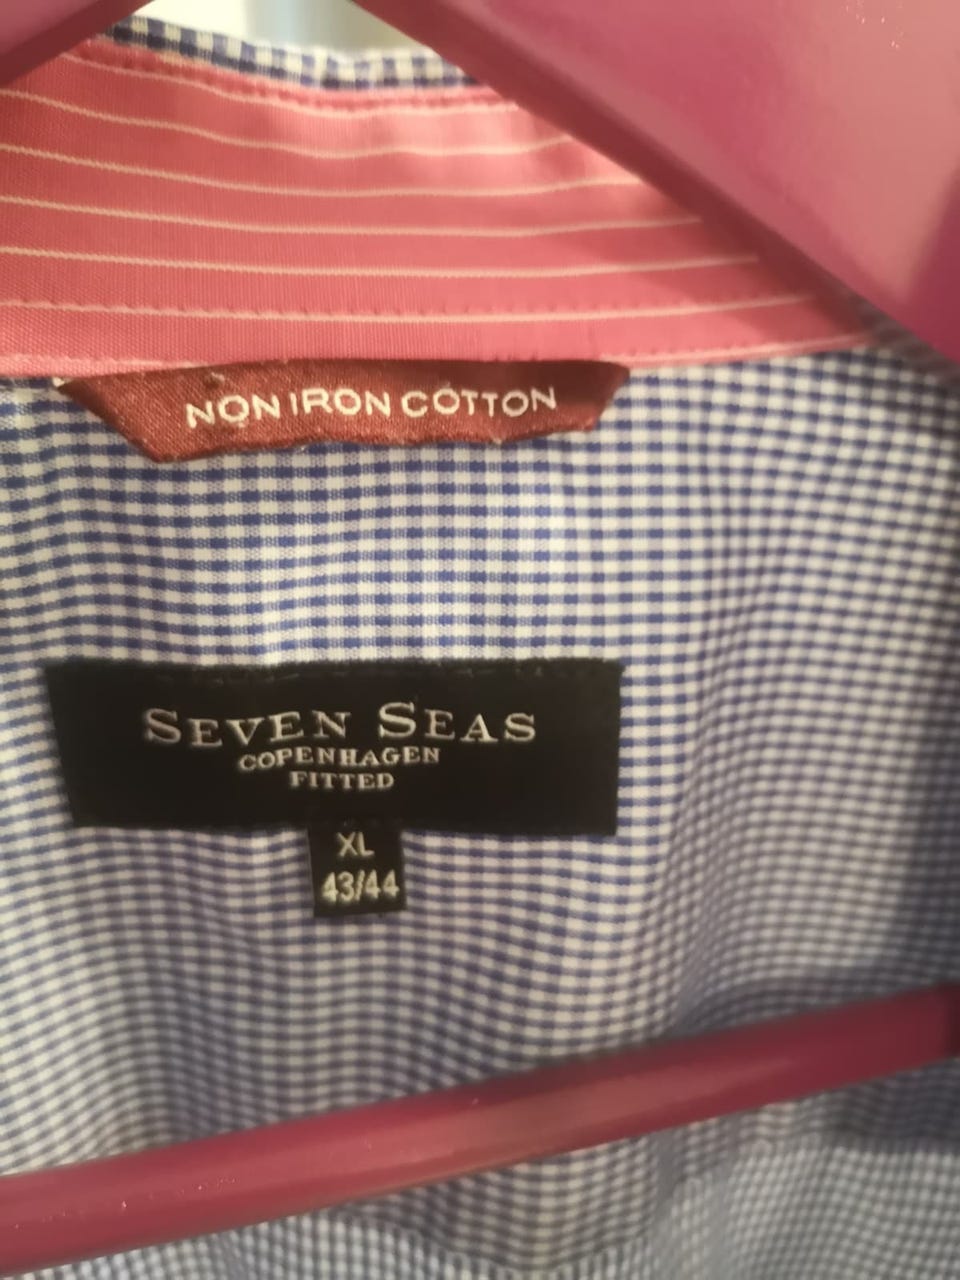 NON IRON COTTON
SEVEN SEAS
COPENHAGEN
FITTED
XL
43/44